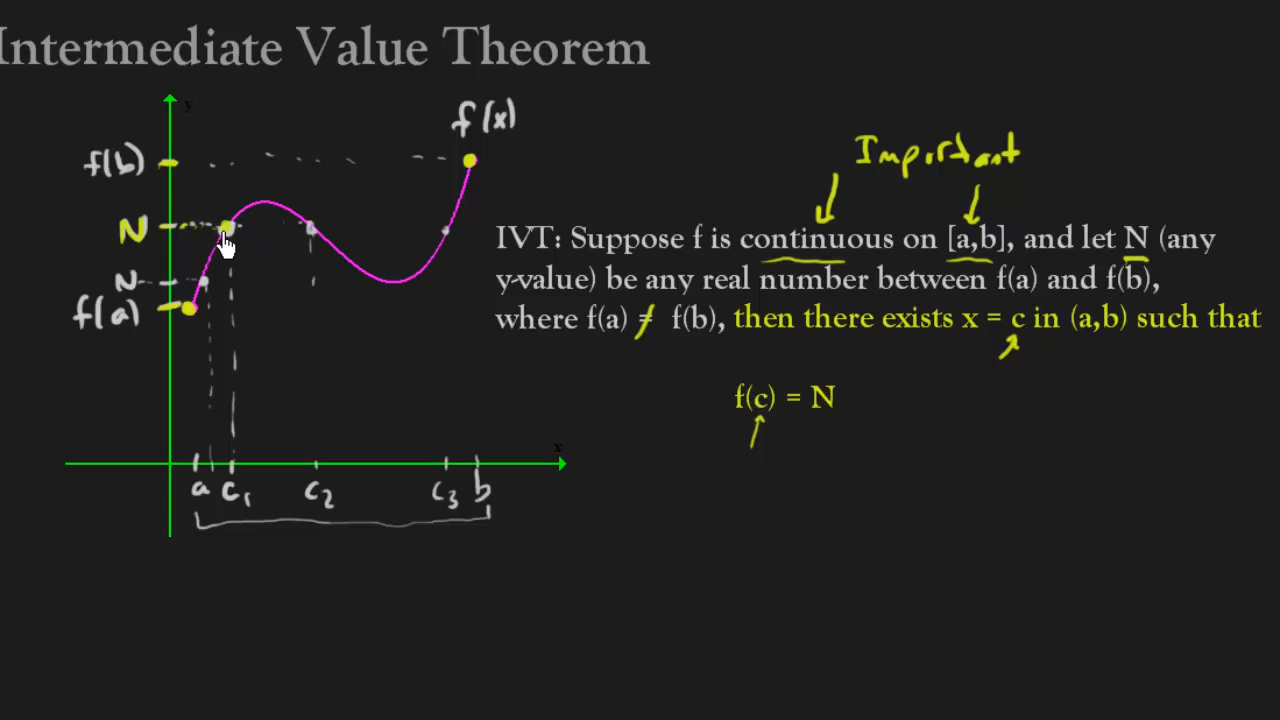 Intermediate Value Theorem
y
f(x)
f(b)
Important
N
IVT: Suppose f is continuous on [a,b], and let N (any
N
y-value) be any real number between f(a) and f(b),
f(a)
where f(a) ≠ f(b), then there exists x = c in (a,b) such that
f(c) = N
x
a c₁ c₂ c₃ b